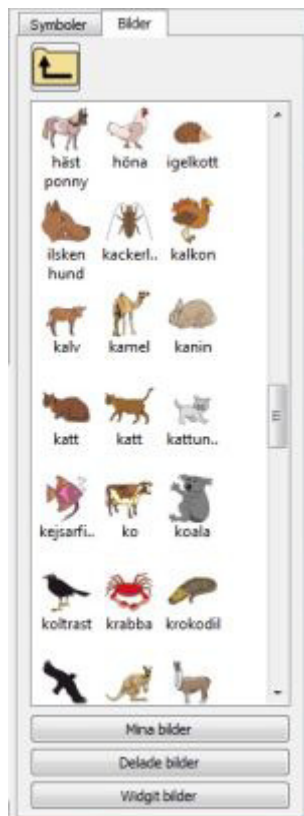 Symboler Bilder
häst ponny höna igelkott
ilsken hund kackerl.. kalkon
kalv kamel kanin
katt katt kattun..
kejsarfi.. ko koala
koltrast krabba krokodil
Mina bilder
Delade bilder
Widgit bilder